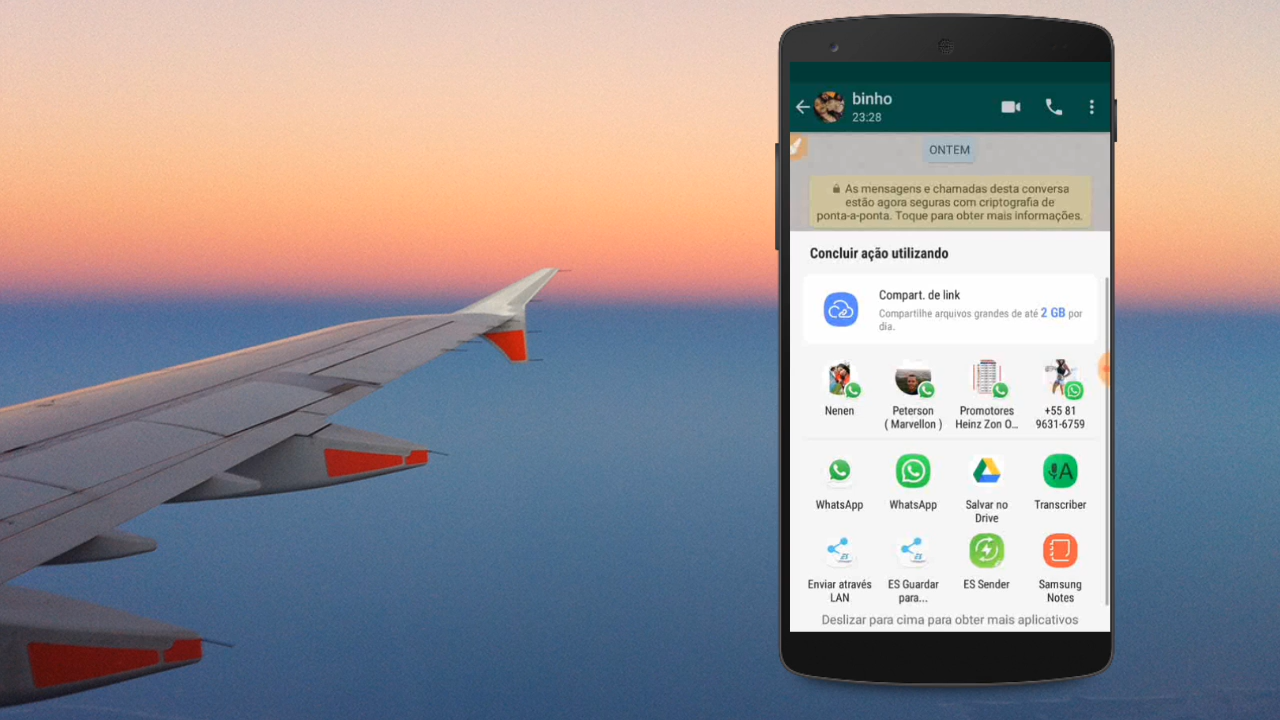 binho
23:28
ONTEM
As mensagens e chamadas desta conversa
estão agora seguras com criptografia de
ponta-a-ponta. Toque para obter mais informações.
Concluir ação utilizando
Compart. de link
Compartilhe arquivos grandes de até 2 GB por
dia.
Nenen
Peterson
( Marvellon )
Promotores
Heinz Zon O...
+55 81
9631-6759
WhatsApp
WhatsApp
Salvar no
Drive
Transcriber
Enviar através
LAN
ES Guardar
para...
ES Sender
Samsung
Notes
Deslizar para cima para obter mais aplicativos